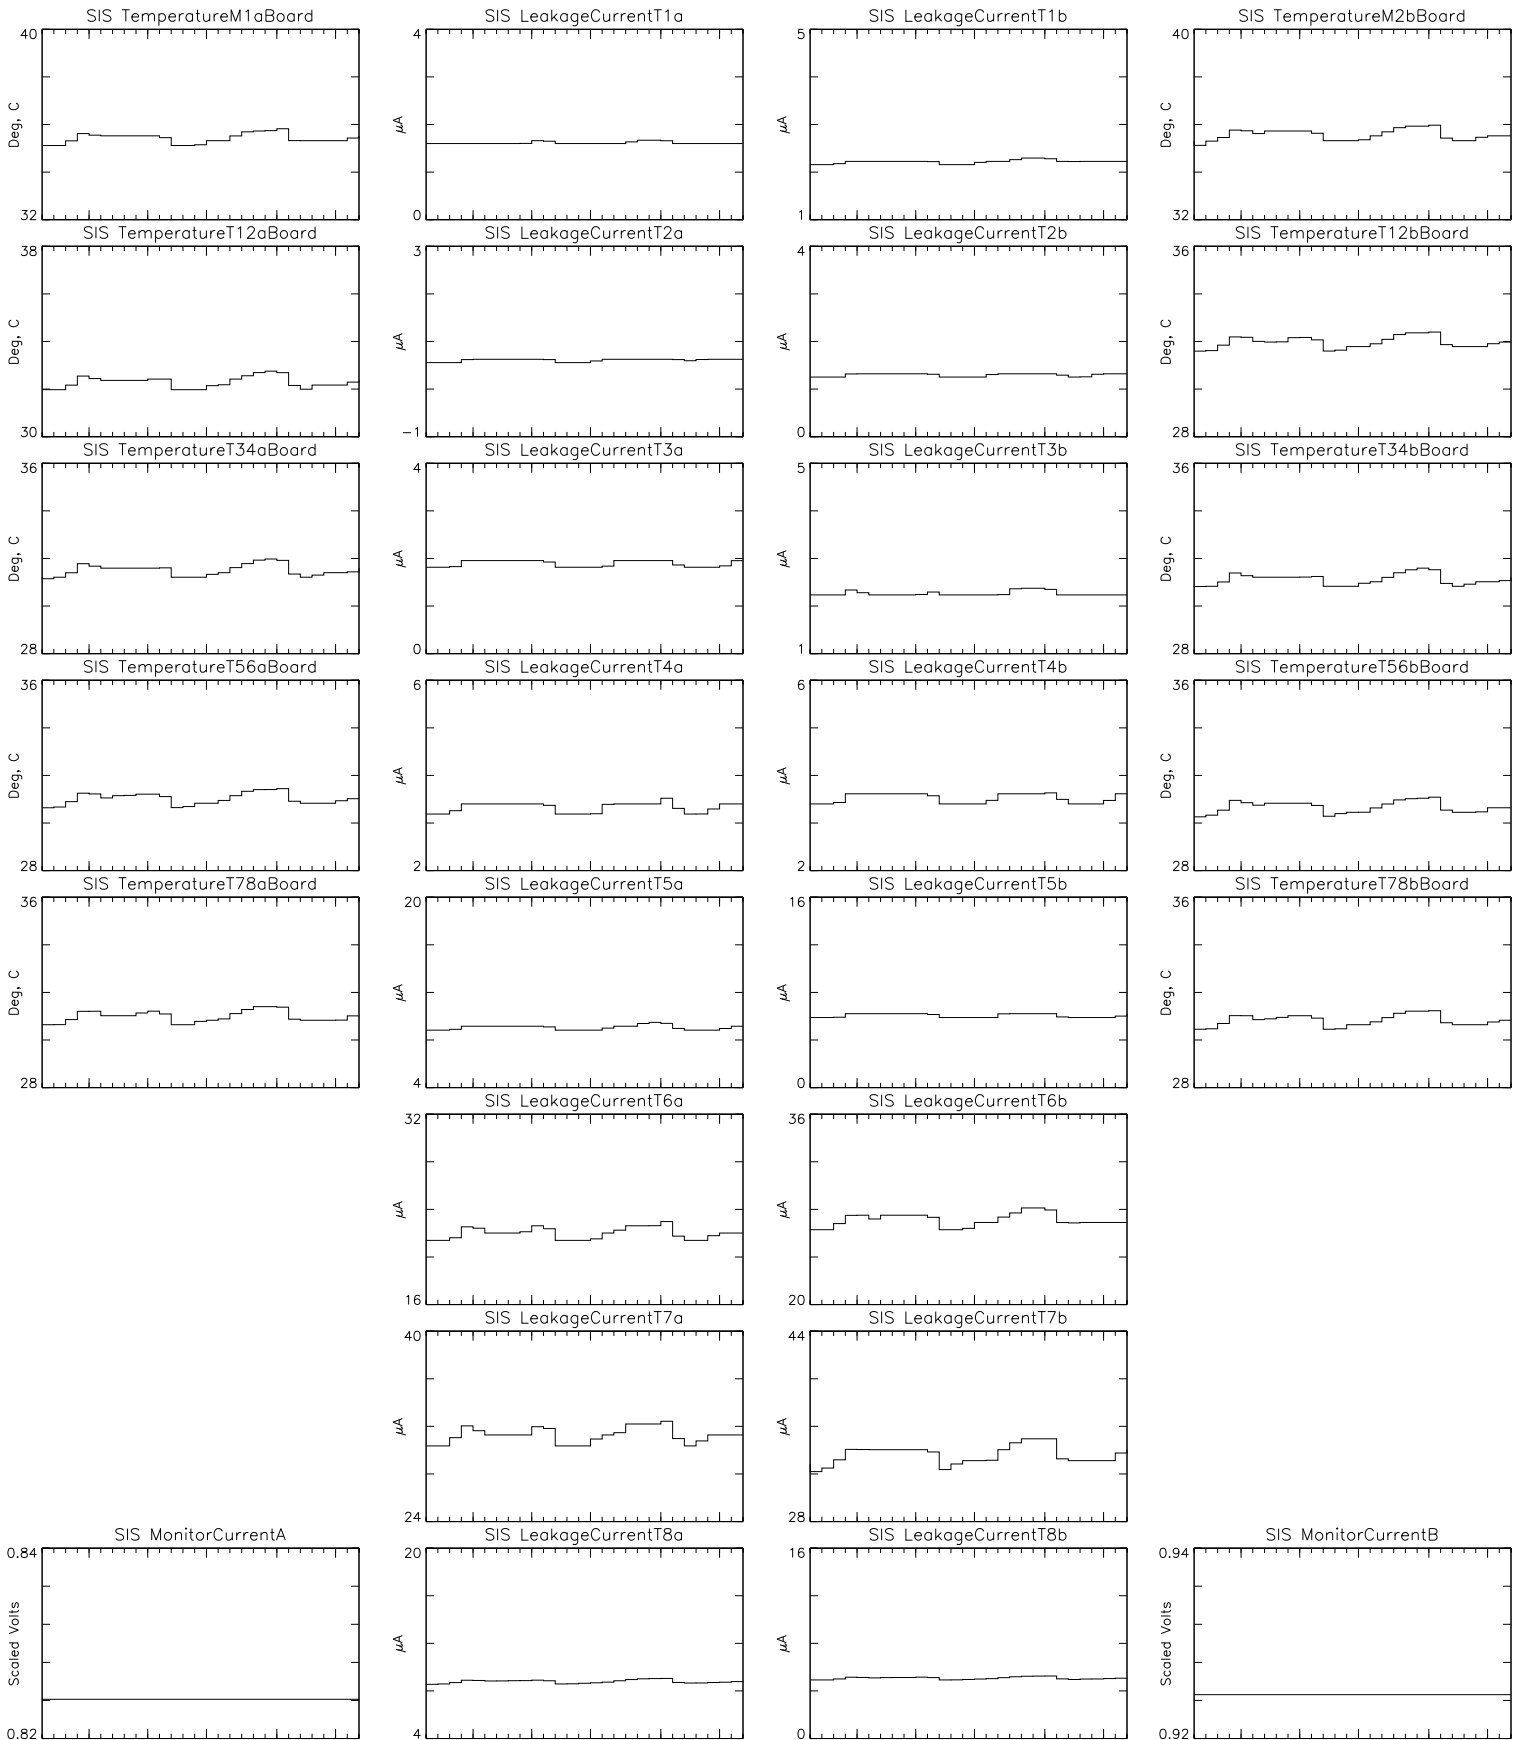 SIS TemperatureM1aBoard
40
Deg, C
32
SIS LeakageCurrentT1a
4
μA
0
SIS LeakageCurrentT1b
5
μA
1
SIS TemperatureM2bBoard
40
Deg, C
32
SIS TemperatureT12aBoard
38
Deg, C
30
SIS LeakageCurrentT2a
3
μA
-1
SIS LeakageCurrentT2b
4
μA
0
SIS TemperatureT12bBoard
36
Deg, C
28
SIS TemperatureT34aBoard
36
Deg, C
28
SIS LeakageCurrentT3a
4
μA
0
SIS LeakageCurrentT3b
5
μA
1
SIS TemperatureT34bBoard
36
Deg, C
28
SIS TemperatureT56aBoard
36
Deg, C
28
SIS LeakageCurrentT4a
6
μA
2
SIS LeakageCurrentT4b
6
μA
2
SIS TemperatureT56bBoard
36
Deg, C
28
SIS TemperatureT78aBoard
36
Deg, C
28
SIS LeakageCurrentT5a
20
μA
4
SIS LeakageCurrentT5b
16
μA
0
SIS TemperatureT78bBoard
36
Deg, C
28
SIS LeakageCurrentT6a
32
μA
16
SIS LeakageCurrentT6b
36
μA
20
SIS LeakageCurrentT7a
40
μA
24
SIS LeakageCurrentT7b
44
μA
28
SIS MonitorCurrentA
0.84
Scaled Volts
0.82
SIS LeakageCurrentT8a
20
μA
4
SIS LeakageCurrentT8b
16
μA
0
SIS MonitorCurrentB
0.94
Scaled Volts
0.92